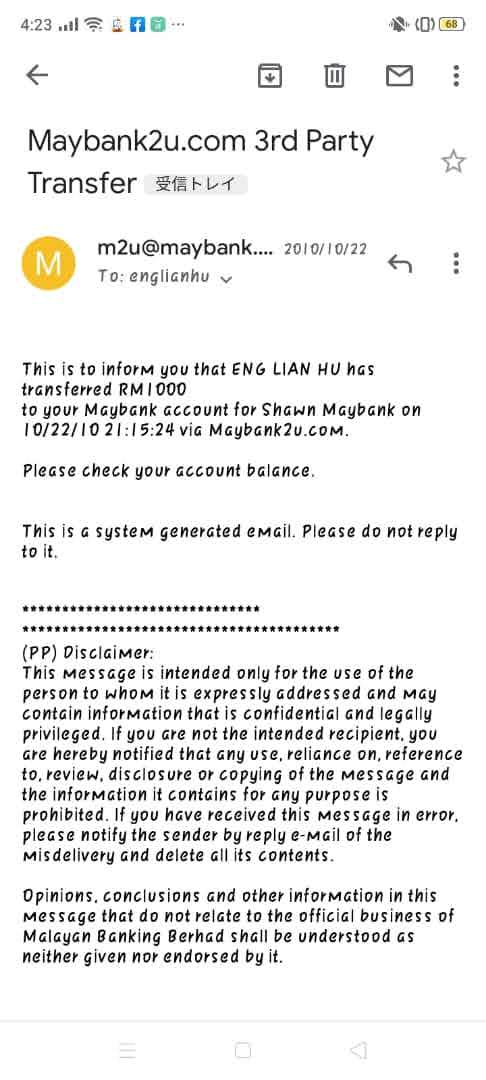 4:23
68
Maybank2u.com 3rd Party
Transfer 受信トレイ
M
m2u@maybank.... 2010/10/22
To: englianhu
This is to inform you that ENG LIAN HU has
transferred RM1000
to your Maybank account for Shawn Maybank on
10/22/10 21:15:24 via Maybank2u.com.
Please check your account balance.
This is a system generated email. Please do not reply
to it.
******************************
****************************************
(PP) Disclaimer:
This message is intended only for the use of the
person to whom it is expressly addressed and may
contain information that is confidential and legally
privileged. If you are not the intended recipient, you
are hereby notified that any use, reliance on, reference
to, review, disclosure or copying of the message and
the information it contains for any purpose is
prohibited. If you have received this message in error,
please notify the sender by reply e-mail of the
misdelivery and delete all its contents.
Opinions, conclusions and other information in this
message that do not relate to the official business of
Malayan Banking Berhad shall be understood as
neither given nor endorsed by it.